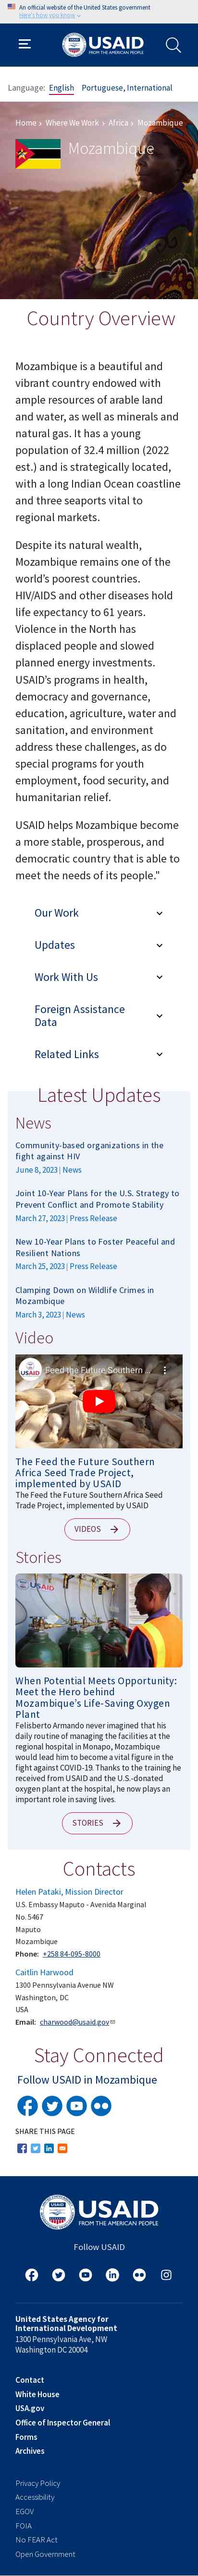 An official website of the United States government
Here's how you know
USAID
FROM THE AMERICAN PEOPLE
Language: English Portuguese, International
Home › Where We Work › Africa › Mozambique
Mozambique
Country Overview
Mozambique is a beautiful and
vibrant country endowed with
ample resources of arable land
and water, as well as minerals and
natural gas. It has a young
population of 32.4 million (2022
est.) and is strategically located,
with a long Indian Ocean coastline
and three seaports vital to
regional markets.
Despite its natural wealth,
Mozambique remains one of the
world's poorest countries.
HIV/AIDS and other diseases hold
life expectancy to 61 years.
Violence in the North has
displaced people and slowed
planned energy investments.
USAID's programs in health,
democracy and governance,
education, agriculture, water and
sanitation, and environment
address these challenges, as do
special programs for youth
employment, food security, and
humanitarian relief.
USAID helps Mozambique become
a more stable, prosperous, and
democratic country that is able to
meet the needs of its people."
Our Work
Updates
Work With Us
Foreign Assistance
Data
Related Links
Latest Updates
News
Community-based organizations in the
fight against HIV
June 8, 2023 | News
Joint 10-Year Plans for the U.S. Strategy to
Prevent Conflict and Promote Stability
March 27, 2023 | Press Release
New 10-Year Plans to Foster Peaceful and
Resilient Nations
March 25, 2023 | Press Release
Clamping Down on Wildlife Crimes in
Mozambique
March 3, 2023 | News
Video
Feed the Future Southern ...
The Feed the Future Southern
Africa Seed Trade Project,
implemented by USAID
The Feed the Future Southern Africa Seed
Trade Project, implemented by USAID
VIDEOS
Stories
USAID
When Potential Meets Opportunity:
Meet the Hero behind
Mozambique's Life-Saving Oxygen
Plant
Felisberto Armando never imagined that his
daily routine of managing the facilities at the
regional hospital in Monapo, Mozambique
would lead him to becoming a vital figure in the
fight against COVID-19. Thanks to the training he
received from USAID and the U.S.-donated
oxygen plant at the hospital, he now plays an
important role in saving lives.
STORIES
Contacts
Helen Pataki, Mission Director
U.S. Embassy Maputo - Avenida Marginal
No. 5467
Maputo
Mozambique
Phone: +258 84-095-8000
Caitlin Harwood
1300 Pennsylvania Avenue NW
Washington, DC
USA
Email: charwood@usaid.gov
Stay Connected
Follow USAID in Mozambique
SHARE THIS PAGE
USAID
FROM THE AMERICAN PEOPLE
Follow USAID
United States Agency for
International Development
1300 Pennsylvania Ave, NW
Washington DC 20004
Contact
White House
USA.gov
Office of Inspector General
Forms
Archives
Privacy Policy
Accessibility
EGOV
FOIA
No FEAR Act
Open Government